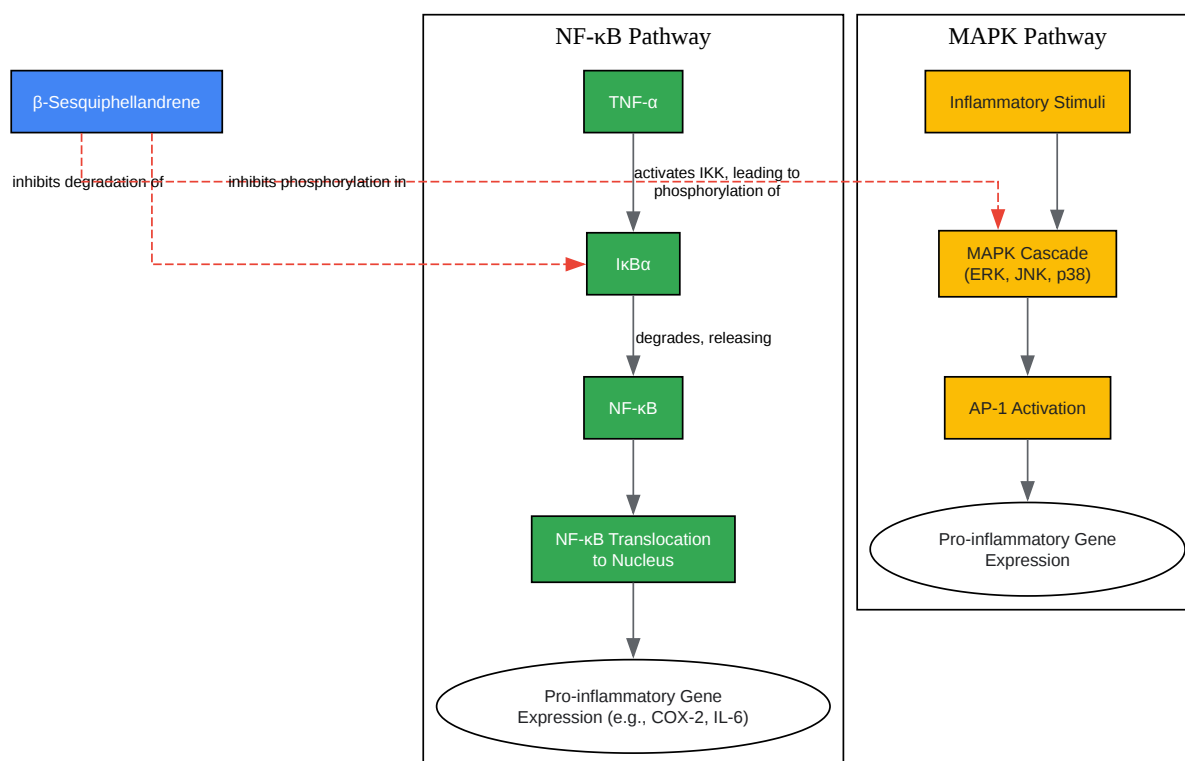 NF-κB Pathway
MAPK Pathway
β-Sesquiphellandrene
TNF-α
Inflammatory Stimuli
inhibits degradation of
inhibits phosphorylation in
activates IKK, leading to
phosphorylation of
IκBα
MAPK Cascade
(ERK, JNK, p38)
degrades, releasing
NF-κB
AP-1 Activation
NF-κB Translocation
to Nucleus
Pro-inflammatory Gene
Expression
Pro-inflammatory Gene
Expression (e.g., COX-2, IL-6)